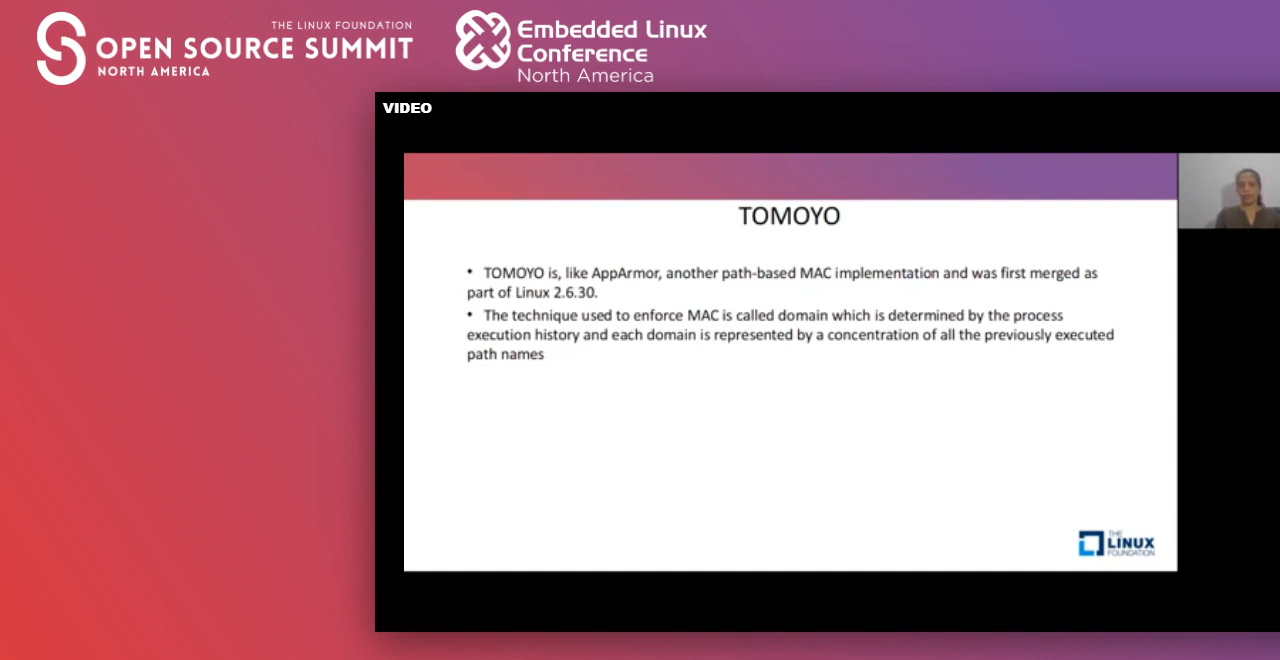 THE LINUX FOUNDATION
OPEN SOURCE SUMMIT
NORTH AMERICA
Embedded Linux
Conference
North America
VIDEO
TOMOYO
• TOMOYO is, like AppArmor, another path-based MAC implementation and was first merged as
part of Linux 2.6.30.
• The technique used to enforce MAC is called domain which is determined by the process
execution history and each domain is represented by a concentration of all the previously executed
path names
THE
LINUX
FOUNDATION